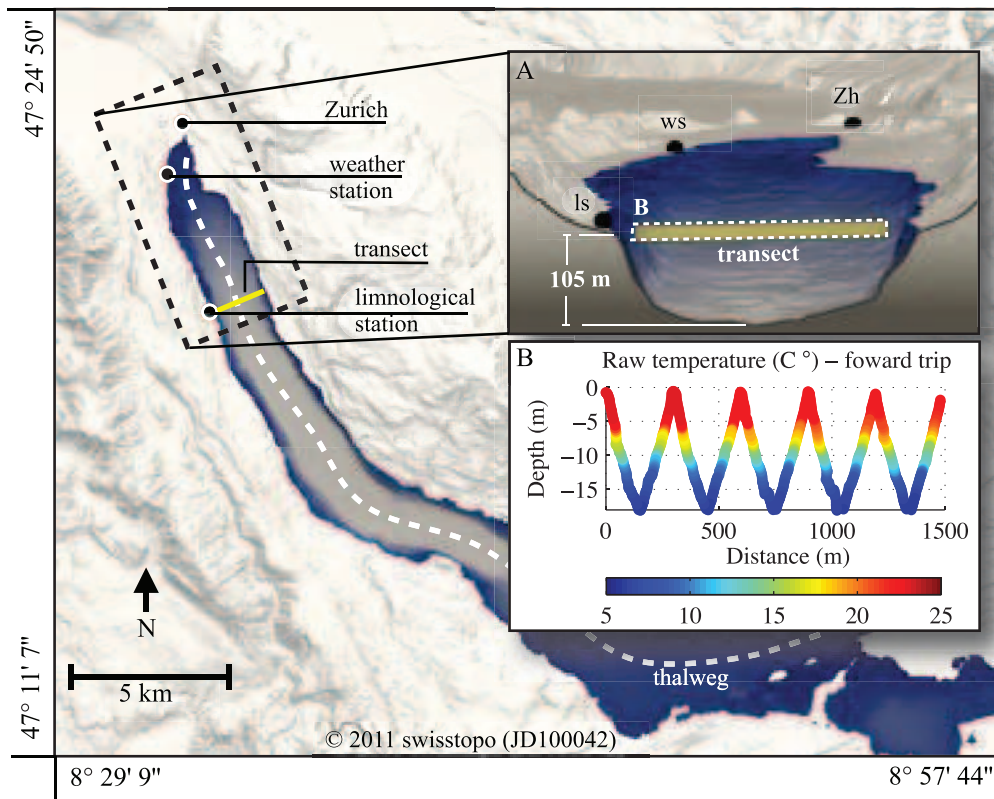 47° 24' 50"
Zurich
weather
station
transect
limnological
station
A
Zh
ws
ls
B
transect
105 m
B
Raw temperature (C °) – foward trip
0
−5
−10
−15
Depth (m)
0
500
1000
1500
Distance (m)
5
10
15
20
25
N
5 km
thalweg
47° 11' 7"
© 2011 swisstopo (JD100042)
8° 29' 9"
8° 57' 44"